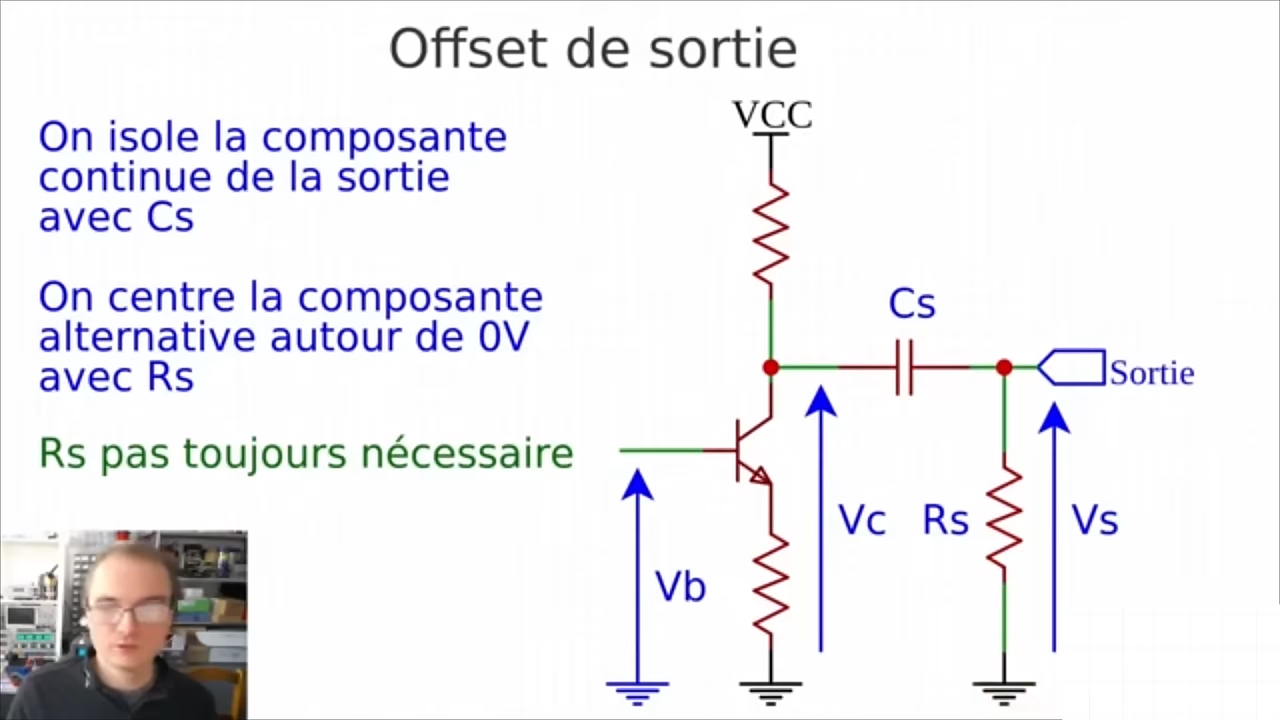 Offset de sortie
On isole la composante
continue de la sortie
avec Cs
On centre la composante
alternative autour de 0V
avec Rs
Rs pas toujours nécessaire
VCC
Cs
Sortie
Vc
Rs
Vs
Vb